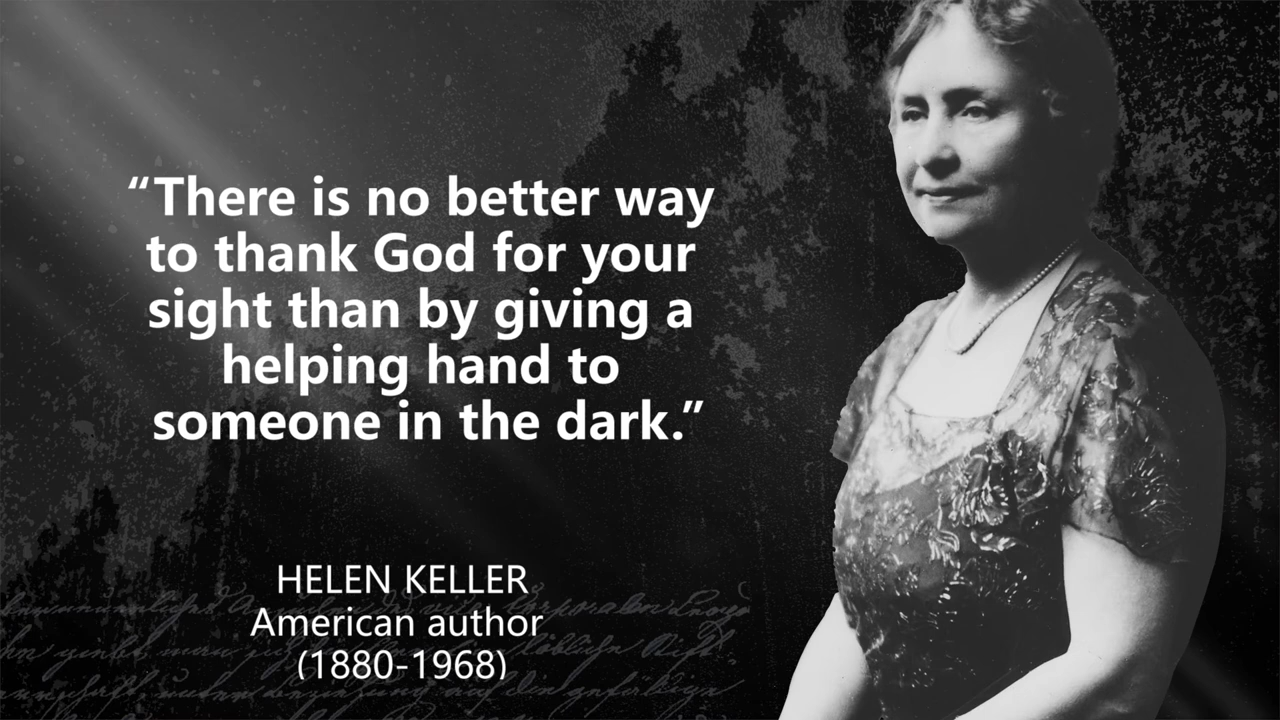 “There is no better way
to thank God for your
sight than by giving a
helping hand to
someone in the dark.”
HELEN KELLER
American author
(1880-1968)